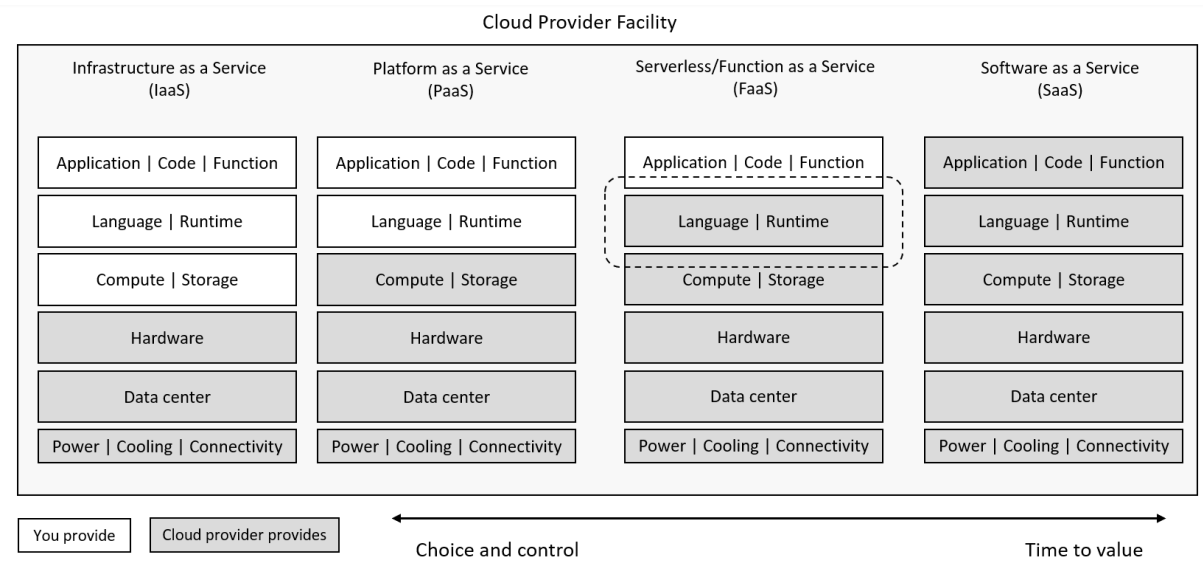 Cloud Provider Facility
Infrastructure as a Service
(IaaS)
Application | Code | Function
Language | Runtime
Compute | Storage
Hardware
Data center
Power | Cooling | Connectivity
Platform as a Service
(PaaS)
Application | Code | Function
Language | Runtime
Compute | Storage
Hardware
Data center
Power | Cooling | Connectivity
Serverless/Function as a Service
(FaaS)
Application | Code | Function
Language | Runtime
Compute | Storage
Hardware
Data center
Power | Cooling | Connectivity
Software as a Service
(SaaS)
Application | Code | Function
Language | Runtime
Compute | Storage
Hardware
Data center
Power | Cooling | Connectivity
You provide
Cloud provider provides
Choice and control
Time to value